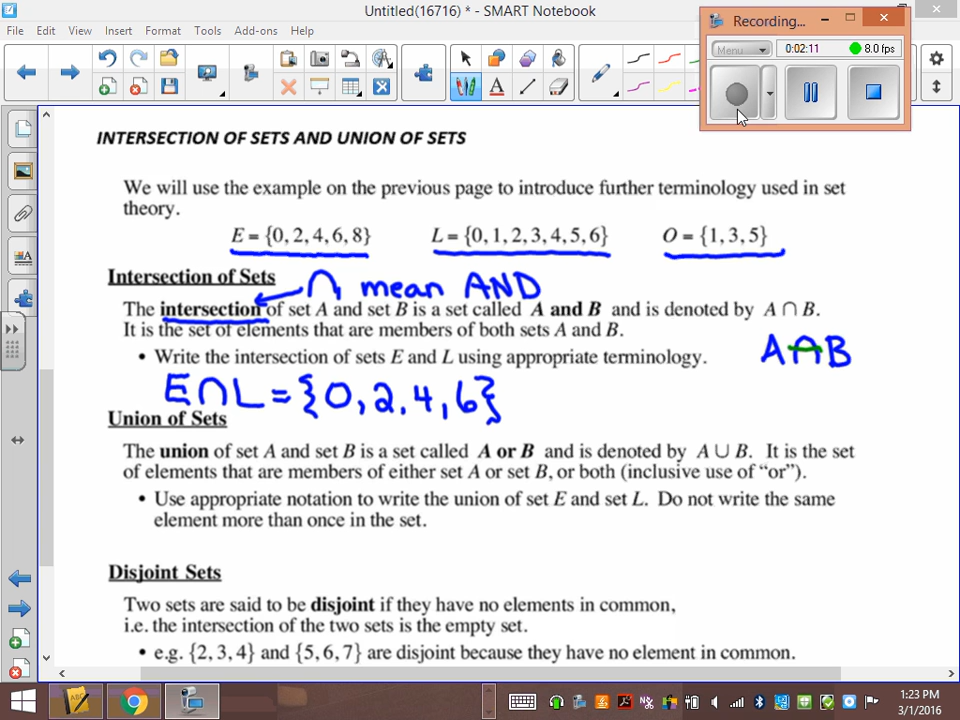 Untitled(16716) * - SMART Notebook
Recording...
File Edit View Insert Format Tools Add-ons Help
Menu 0:02:11 8.0 fps
INTERSECTION OF SETS AND UNION OF SETS
We will use the example on the previous page to introduce further terminology used in set
theory.
E = {0, 2, 4, 6, 8} L = {0, 1, 2, 3, 4, 5, 6} O = {1, 3, 5}
Intersection of Sets
∩ mean AND
The intersection of set A and set B is a set called A and B and is denoted by A ∩ B.
It is the set of elements that are members of both sets A and B.
• Write the intersection of sets E and L using appropriate terminology.
A∩B
E∩L = {0, 2, 4, 6}
Union of Sets
The union of set A and set B is a set called A or B and is denoted by A ∪ B. It is the set
of elements that are members of either set A or set B, or both (inclusive use of “or”).
• Use appropriate notation to write the union of set E and set L. Do not write the same
element more than once in the set.
Disjoint Sets
Two sets are said to be disjoint if they have no elements in common,
i.e. the intersection of the two sets is the empty set.
• e.g. {2, 3, 4} and {5, 6, 7} are disjoint because they have no element in common.
1:23 PM
3/1/2016